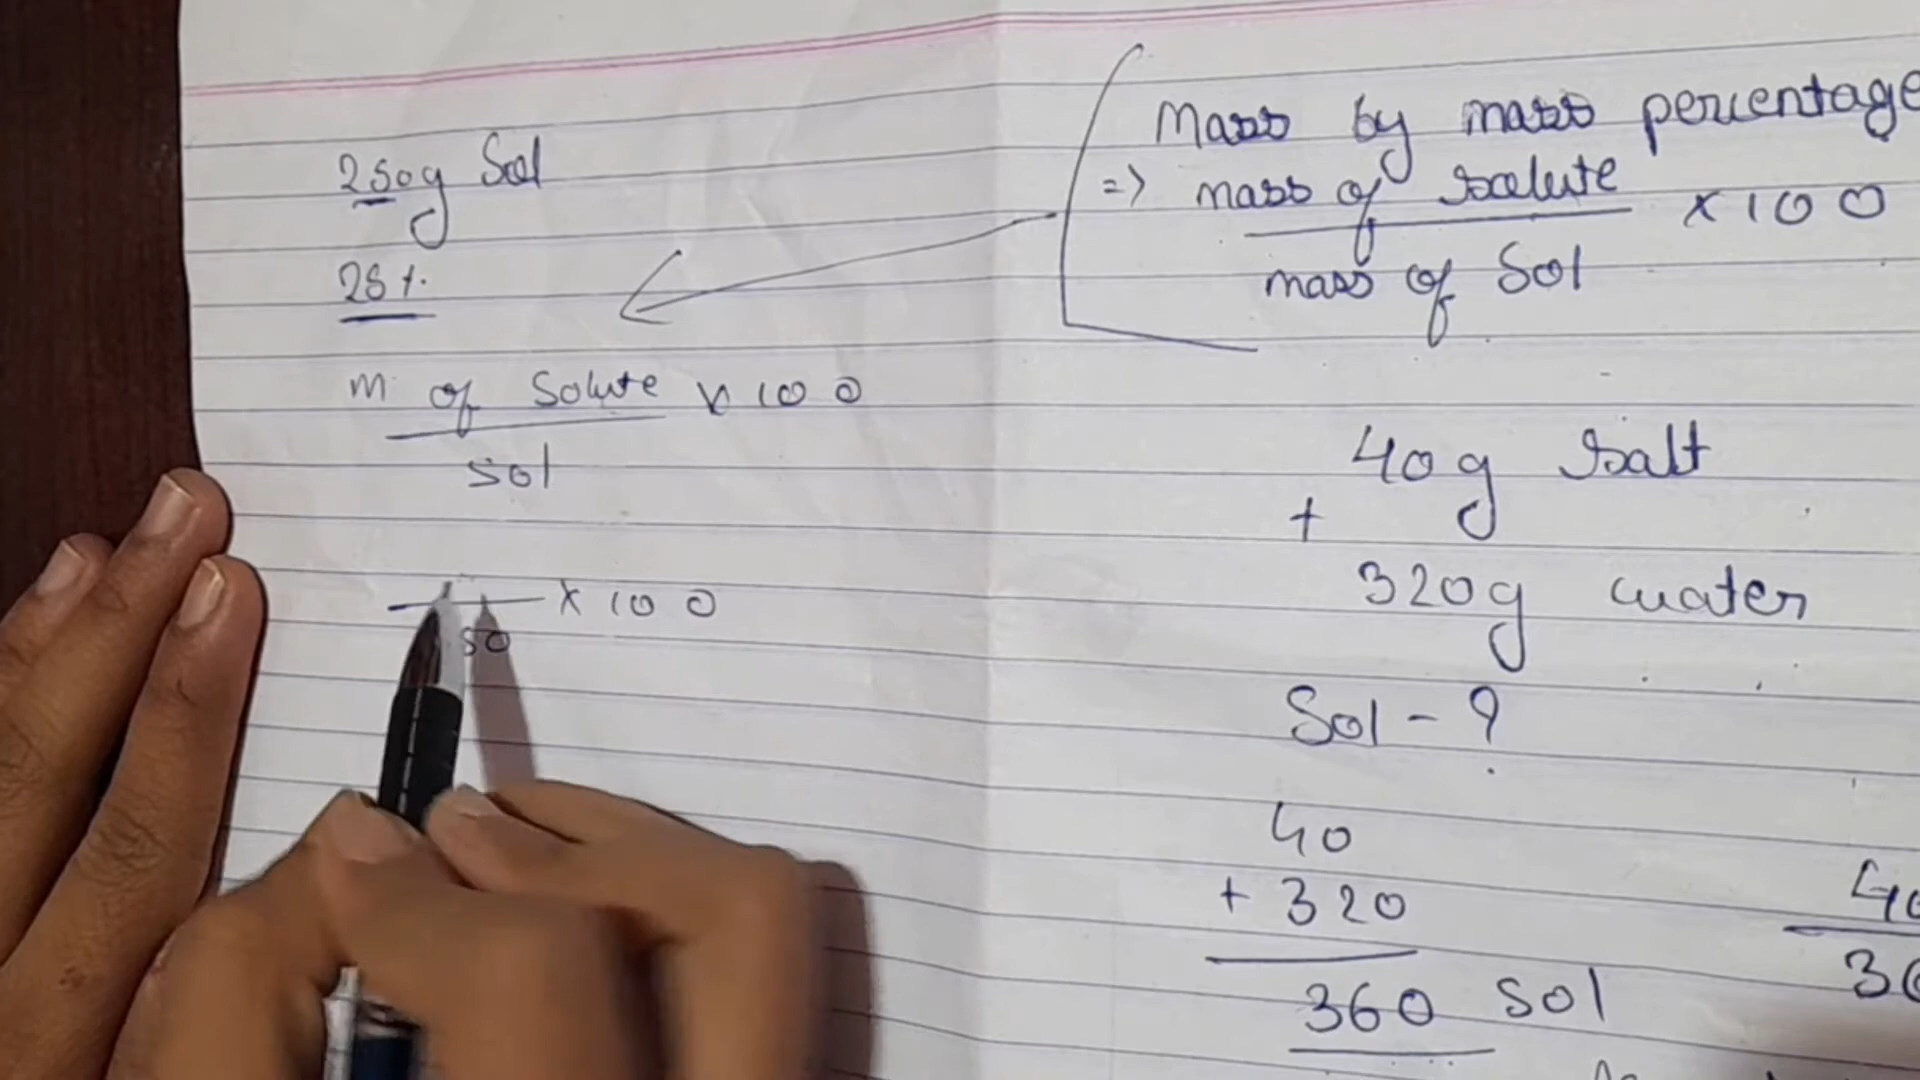 250g Sol
25 %.
m of Solute x 100
sol
x 100
50
Mass by mass percentage
=> mass of solute x 100
mass of Sol
40g salt
+
320g water
Sol - ?
40
+ 320
360 sol